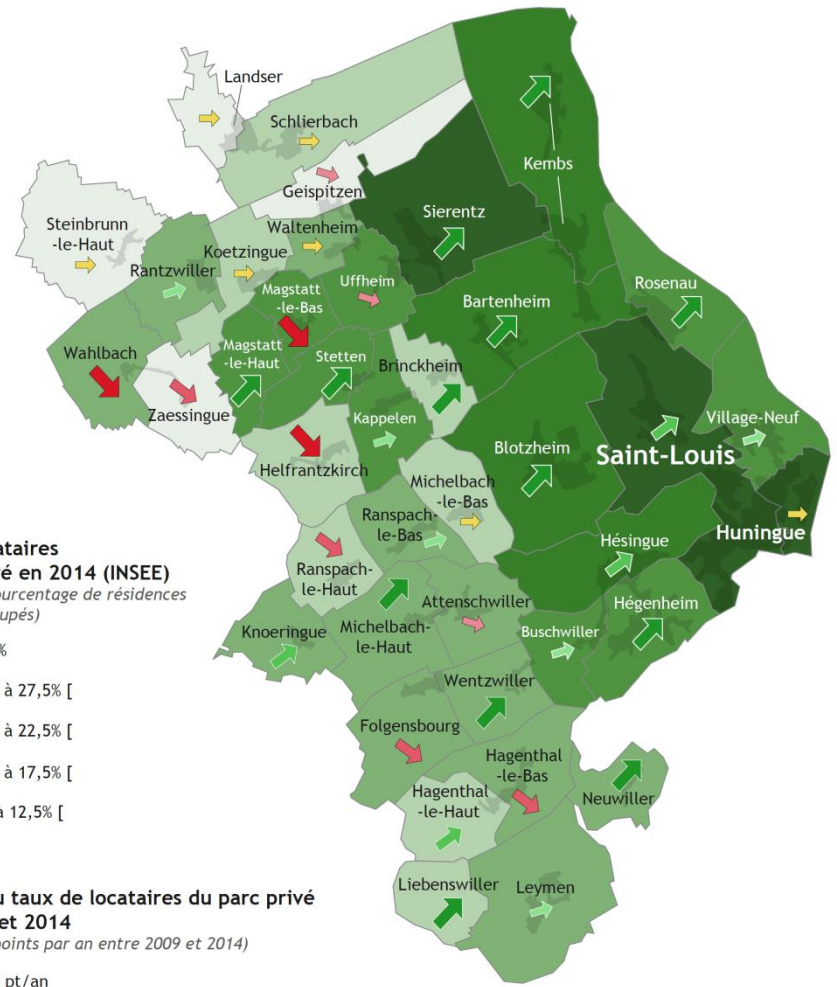 Landser
Schlierbach
Kembs
Geispitzen
Sierentz
Steinbrunn
-le-Haut
Waltenheim
Koetzingue
Rantzwiller
Uffheim
Rosenau
Magstatt
-le-Bas
Bartenheim
Wahlbach
Magstatt
-le-Haut
Stetten
Brinckheim
Zaessingue
Kappelen
Village-Neuf
Blotzheim
Saint-Louis
Helfrantzkirch
Michelbach
-le-Bas
Ranspach-
le-Bas
Huningue
Hésingue
Ranspach-
le-Haut
Attenschwiller
Hégenheim
Knoeringue
Michelbach-
le-Haut
Buschwiller
Wentzwiller
Folgensbourg
Hagenthal
-le-Bas
Hagenthal
-le-Haut
Neuwiller
Liebenswiller
Leymen
ataires
é en 2014 (INSEE)
ourcentage de résidences
upés)
%
à 27,5% [
à 22,5% [
à 17,5% [
à 12,5% [
u taux de locataires du parc privé
et 2014
points par an entre 2009 et 2014)
pt/an